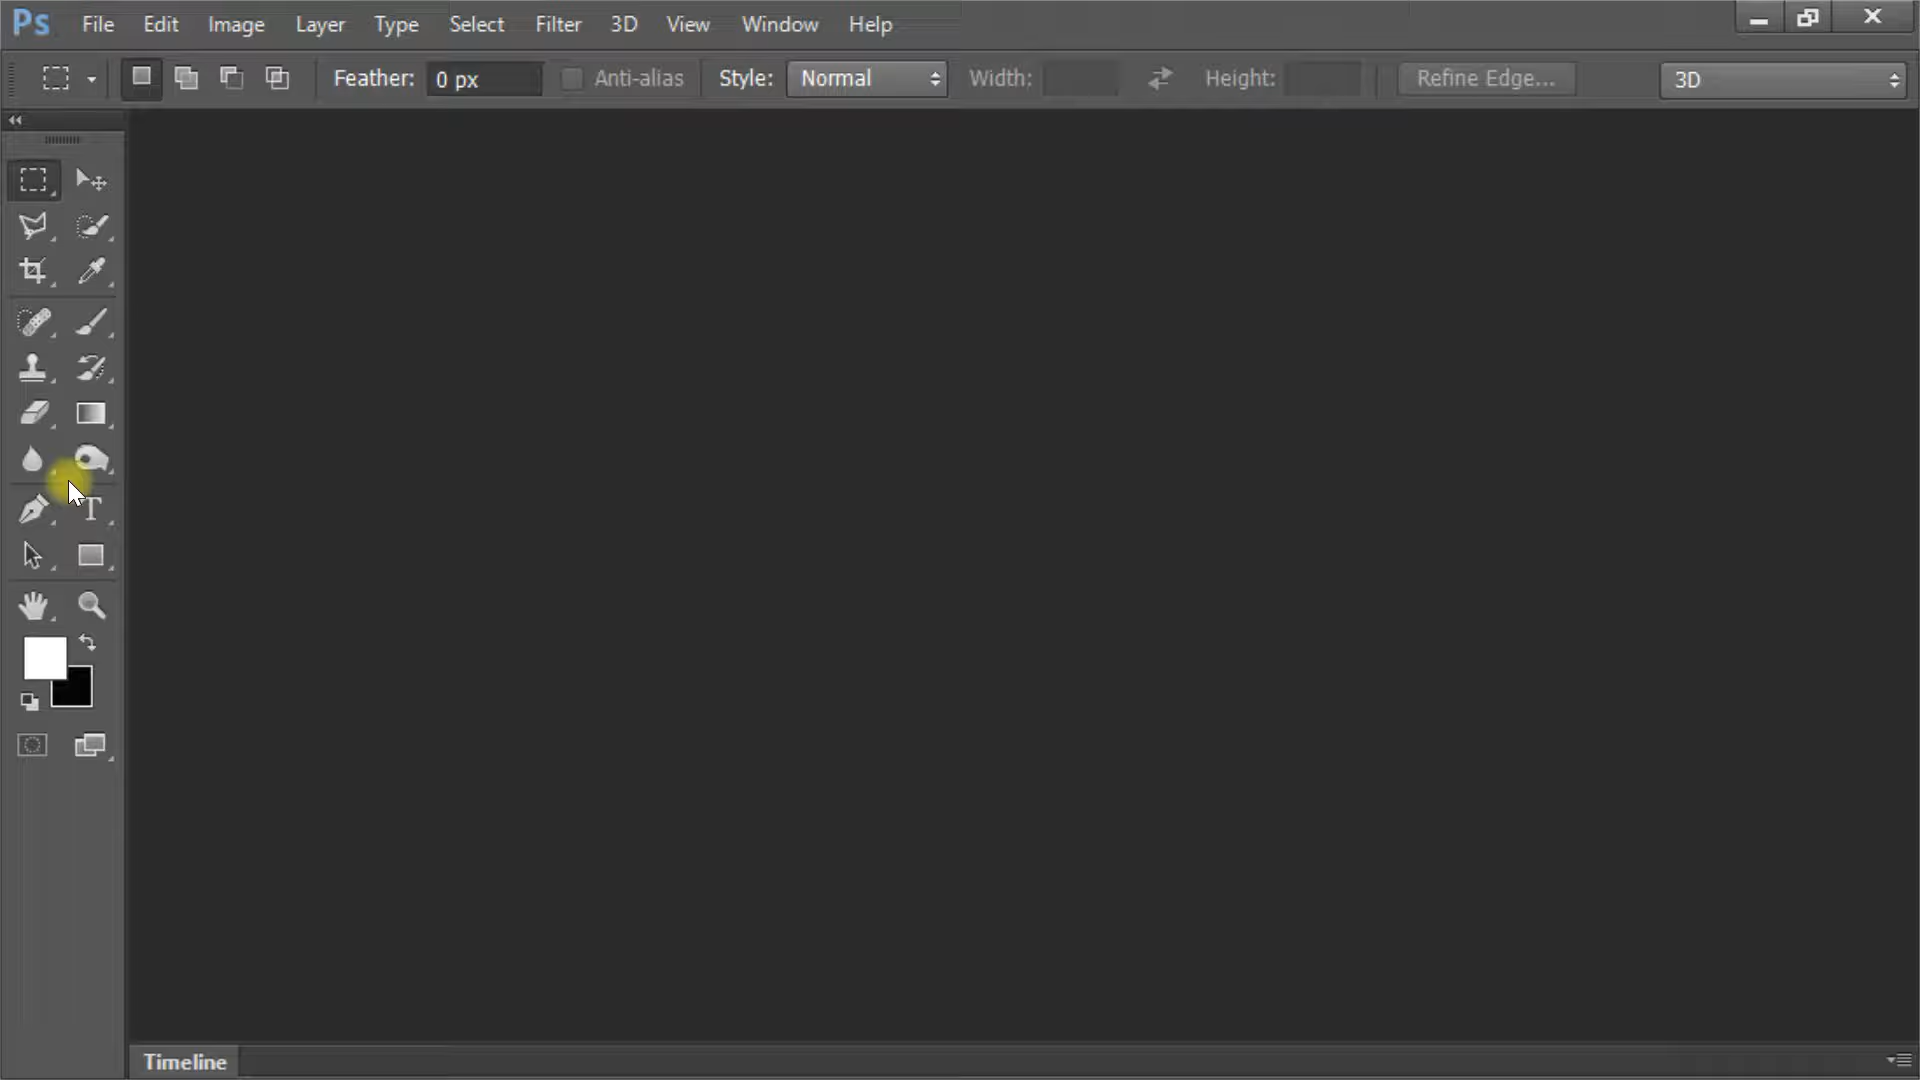 Ps File Edit Image Layer Type Select Filter 3D View Window Help
Feather: 0 px Anti-alias Style: Normal Width: Height: Refine Edge... 3D
T
Timeline